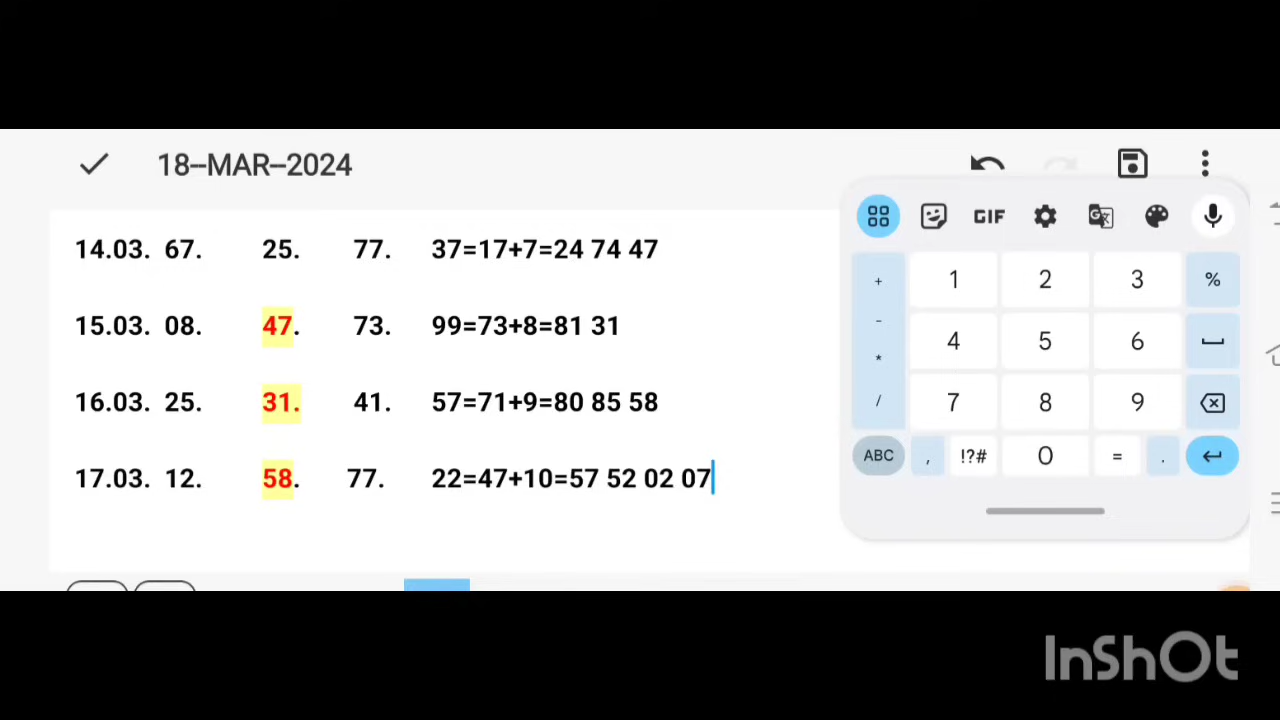 18--MAR--2024
14.03. 67. 25. 77. 37=17+7=24 74 47
15.03. 08. 47. 73. 99=73+8=81 31
16.03. 25. 31. 41. 57=71+9=80 85 58
17.03. 12. 58. 77. 22=47+10=57 52 02 07
GIF
+ 1 2 3 %
- 4 5 6
*
/ 7 8 9
ABC , !?# 0 = .
InShOt